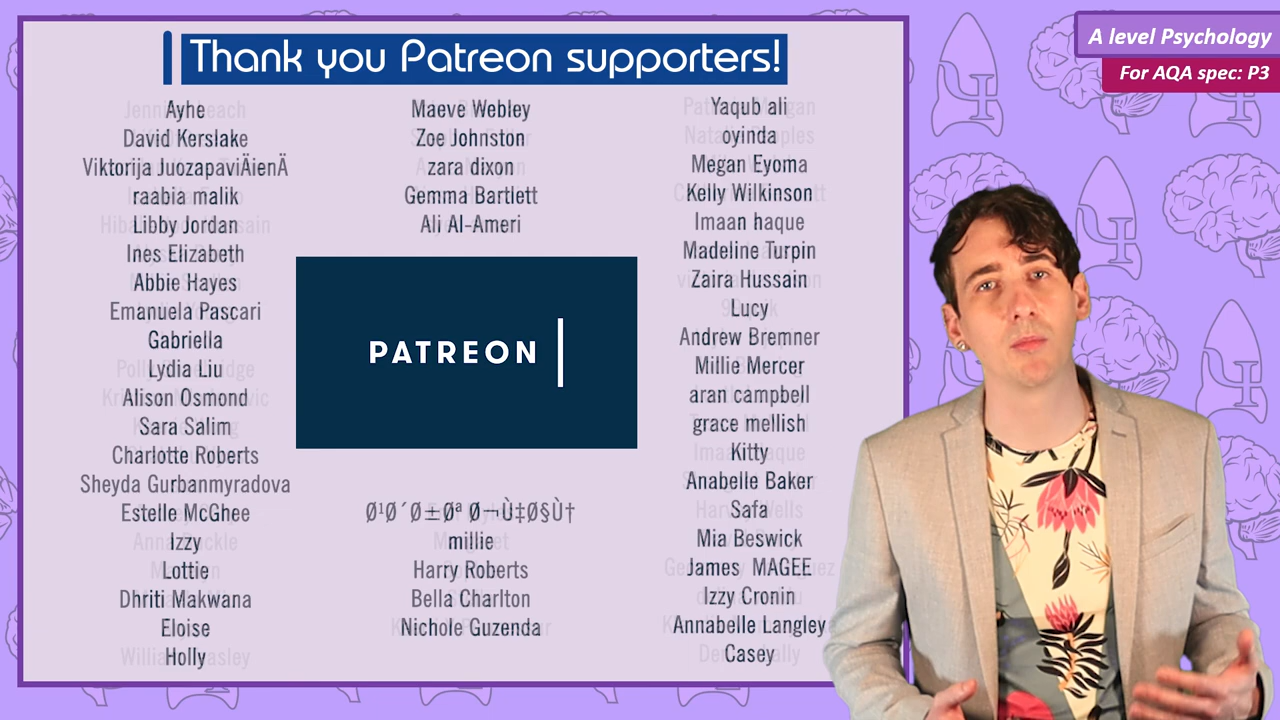 Thank you Patreon supporters!
A level Psychology
For AQA spec: P3
Ayhe
David Kerslake
Viktorija JuozapaviÄienÄ
raabia malik
Libby Jordan
Ines Elizabeth
Abbie Hayes
Emanuela Pascari
Gabriella
Lydia Liu
Alison Osmond
Sara Salim
Charlotte Roberts
Sheyda Gurbanmyradova
Estelle McGhee
Izzy
Lottie
Dhriti Makwana
Eloise
Holly
Maeve Webley
Zoe Johnston
zara dixon
Gemma Bartlett
Ali Al-Ameri
PATREON
millie
Harry Roberts
Bella Charlton
Nichole Guzenda
Yaqub ali
oyinda
Megan Eyoma
Kelly Wilkinson
Imaan haque
Madeline Turpin
Zaira Hussain
Lucy
Andrew Bremner
Millie Mercer
aran campbell
grace mellish
Kitty
Anabelle Baker
Safa
Mia Beswick
James MAGEE
Izzy Cronin
Annabelle Langley
Casey